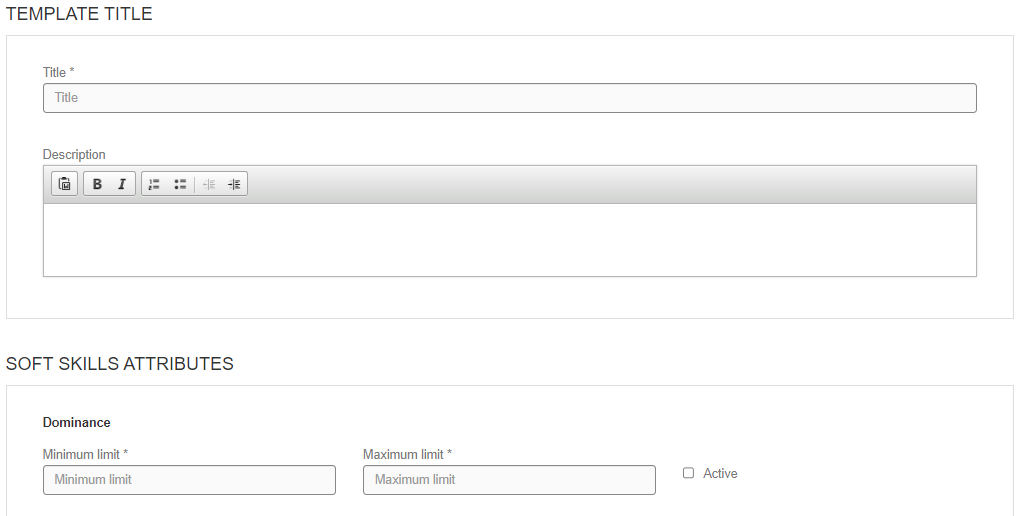 TEMPLATE TITLE
Title *
Title
Description
B I
SOFT SKILLS ATTRIBUTES
Dominance
Minimum limit * Maximum limit *
Minimum limit Maximum limit Active